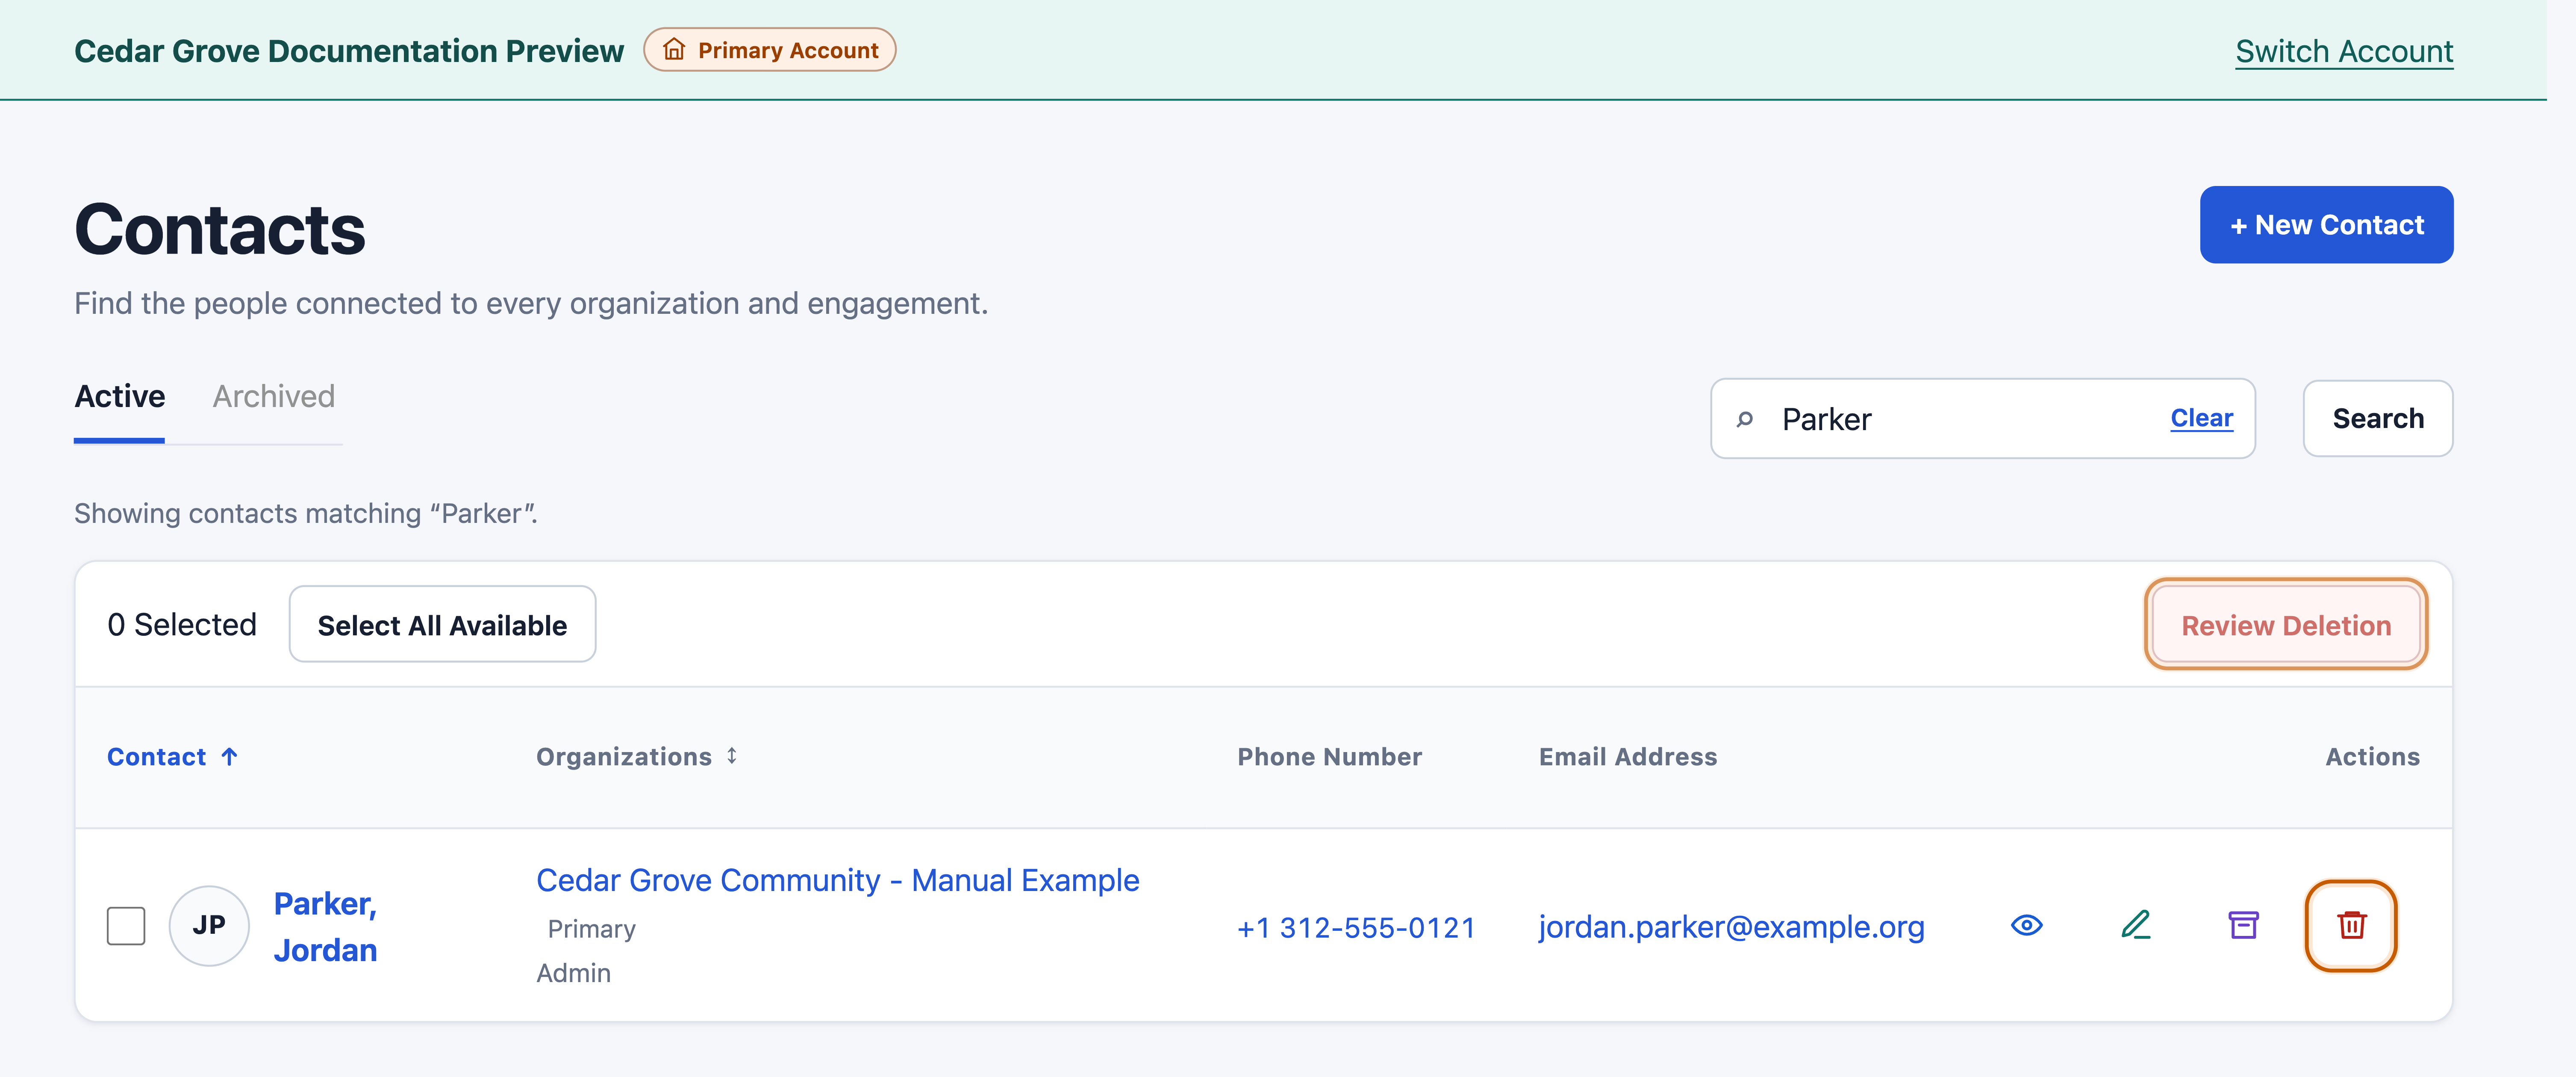 Cedar Grove Documentation Preview
Primary Account
Switch Account
Contacts
+ New Contact
Find the people connected to every organization and engagement.
Active
Archived
Parker
Clear
Search
Showing contacts matching “Parker”.
0 Selected
Select All Available
Review Deletion
Contact ↑
Organizations ↕
Phone Number
Email Address
Actions
JP
Parker,
Jordan
Cedar Grove Community - Manual Example
Primary
Admin
+1 312-555-0121
jordan.parker@example.org